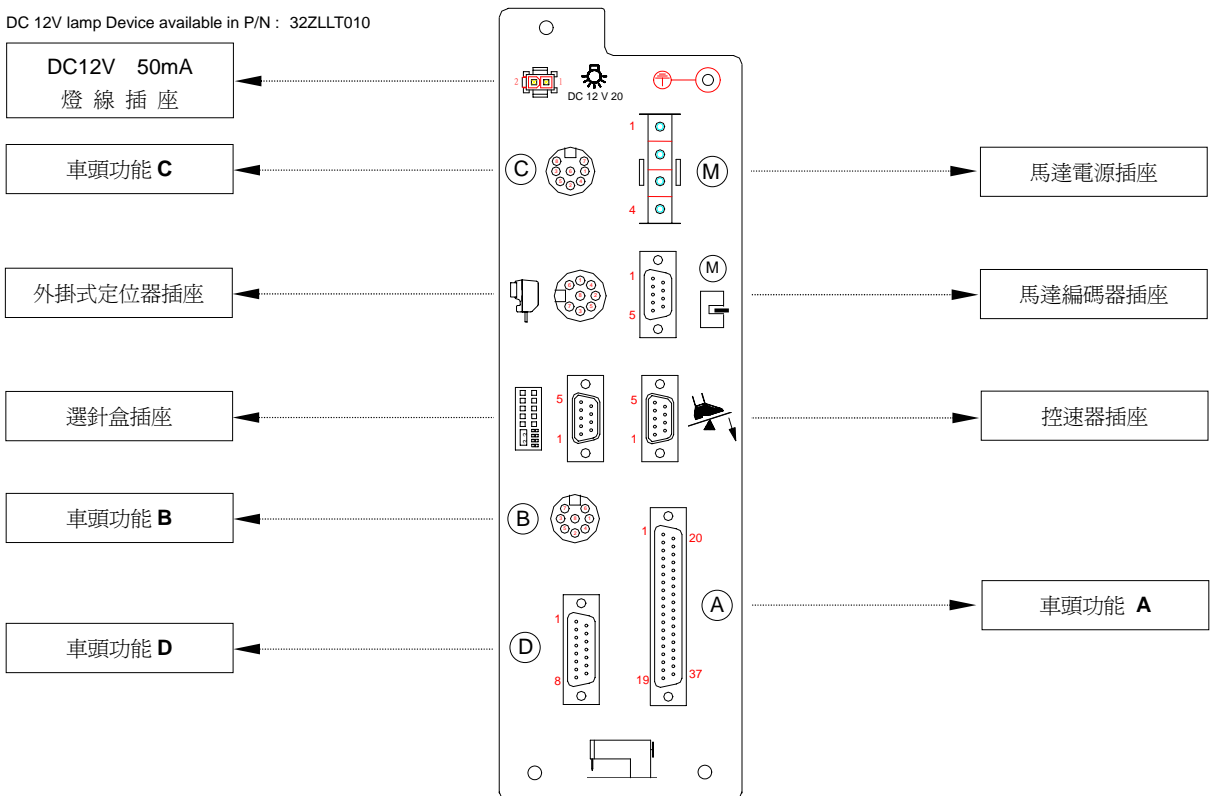 DC 12V lamp Device available in P/N : 32ZLLT010
DC12V 50mA
燈 線 插 座
2
1
DC 12 V 20
車頭功能 C
C
1
4
M
馬達電源插座
外掛式定位器插座
1
5
M
馬達編碼器插座
選針盒插座
5
1
5
1
控速器插座
車頭功能 B
B
1
20
19
37
A
車頭功能 A
車頭功能 D
D
1
8